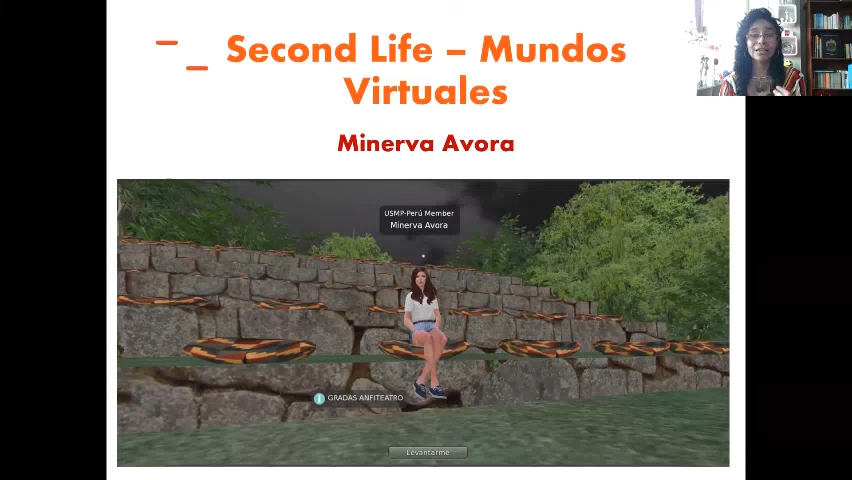 Second Life – Mundos
Virtuales
Minerva Avora
USMP-Perú Member
Minerva Avora
GRADAS ANFITEATRO
Levantarme